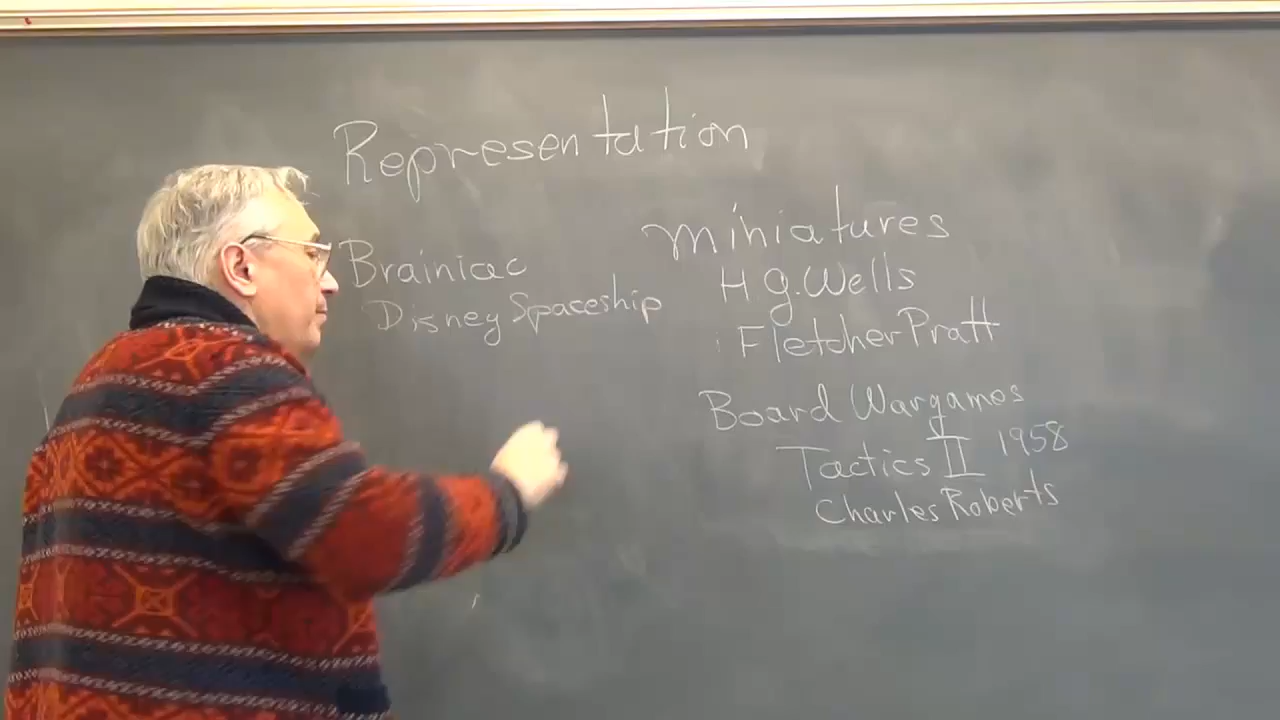 Representation
Brainiac
Disney Spaceship
miniatures
H.G. Wells
Fletcher Pratt
Board Wargames
Tactics II 1958
Charles Roberts